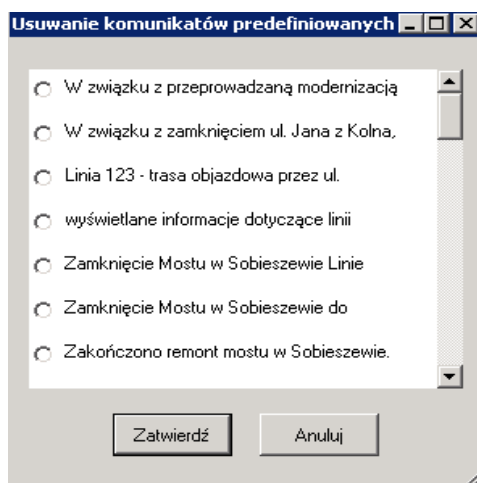 Usuwanie komunikatów predefiniowanych
W związku z przeprowadzaną modernizacją
W związku z zamknięciem ul. Jana z Kolna,
Linia 123 - trasa objazdowa przez ul.
wyświetlane informacje dotyczące linii
Zamknięcie Mostu w Sobieszewie Linie
Zamknięcie Mostu w Sobieszewie do
Zakończono remont mostu w Sobieszewie.
Zatwierdź Anuluj